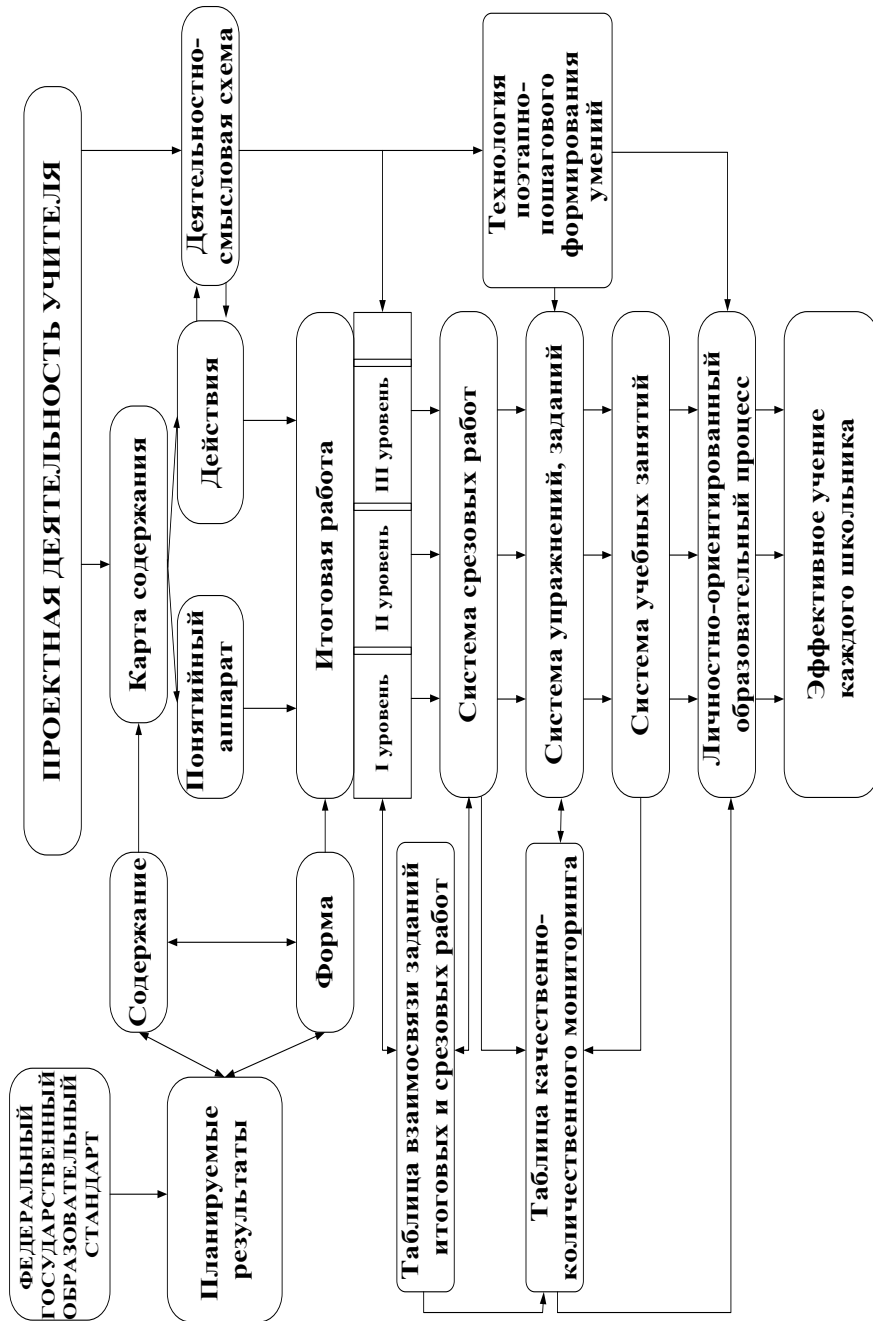 ПРОЕКТНАЯ ДЕЯТЕЛЬНОСТЬ УЧИТЕЛЯ
ФЕДЕРАЛЬНЫЙ
ГОСУДАРСТВЕННЫЙ
ОБРАЗОВАТЕЛЬНЫЙ
СТАНДАРТ
Содержание
Карта содержания
Деятельностно-
смысловая схема
Планируемые
результаты
Понятийный
аппарат
Действия
Форма
Итоговая работа
I уровень
II уровень
III уровень
Таблица взаимосвязи заданий
итоговых и срезовых работ
Система срезовых работ
Технология
поэтапно-
пошагового
формирования
умений
Таблица качественно-
количественного мониторинга
Система упражнений, заданий
Система учебных занятий
Личностно-ориентированный
образовательный процесс
Эффективное учение
каждого школьника